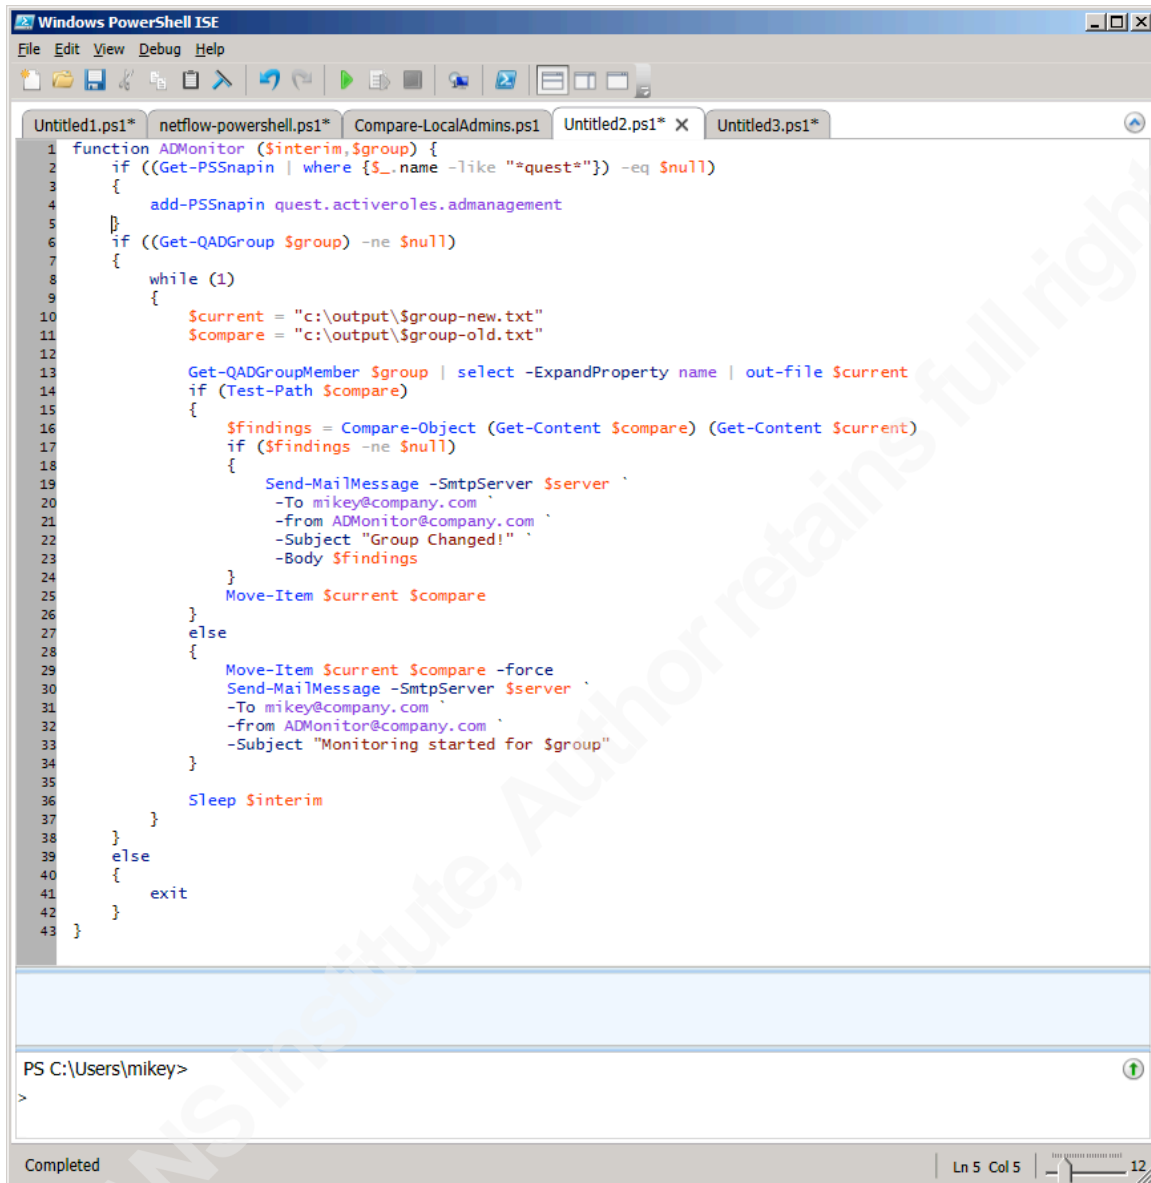 Windows PowerShell ISE
File Edit View Debug Help
Untitled1.ps1* netflow-powershell.ps1* Compare-LocalAdmins.ps1 Untitled2.ps1* X Untitled3.ps1*
1 function ADMonitor ($interim,$group) {
2 if ((Get-PSSnapin | where {$_.name -like "*quest*"}) -eq $null)
3 {
4 add-PSSnapin quest.activeroles.admanagement
5 }
6 if ((Get-QADGroup $group) -ne $null)
7 {
8 while (1)
9 {
10 $current = "c:\output\$group-new.txt"
11 $compare = "c:\output\$group-old.txt"
12
13 Get-QADGroupMember $group | select -ExpandProperty name | out-file $current
14 if (Test-Path $compare)
15 {
16 $findings = Compare-Object (Get-Content $compare) (Get-Content $current)
17 if ($findings -ne $null)
18 {
19 Send-MailMessage -SmtpServer $server `
20 -To mikey@company.com `
21 -from ADMonitor@company.com `
22 -Subject "Group Changed!" `
23 -Body $findings
24 }
25 Move-Item $current $compare
26 }
27 else
28 {
29 Move-Item $current $compare -force
30 Send-MailMessage -SmtpServer $server `
31 -To mikey@company.com `
32 -from ADMonitor@company.com `
33 -Subject "Monitoring started for $group"
34 }
35
36 Sleep $interim
37 }
38 }
39 else
40 {
41 exit
42 }
43 }
PS C:\Users\mikey>
>
Completed Ln 5 Col 5 12
NS Institute, Author retains full right